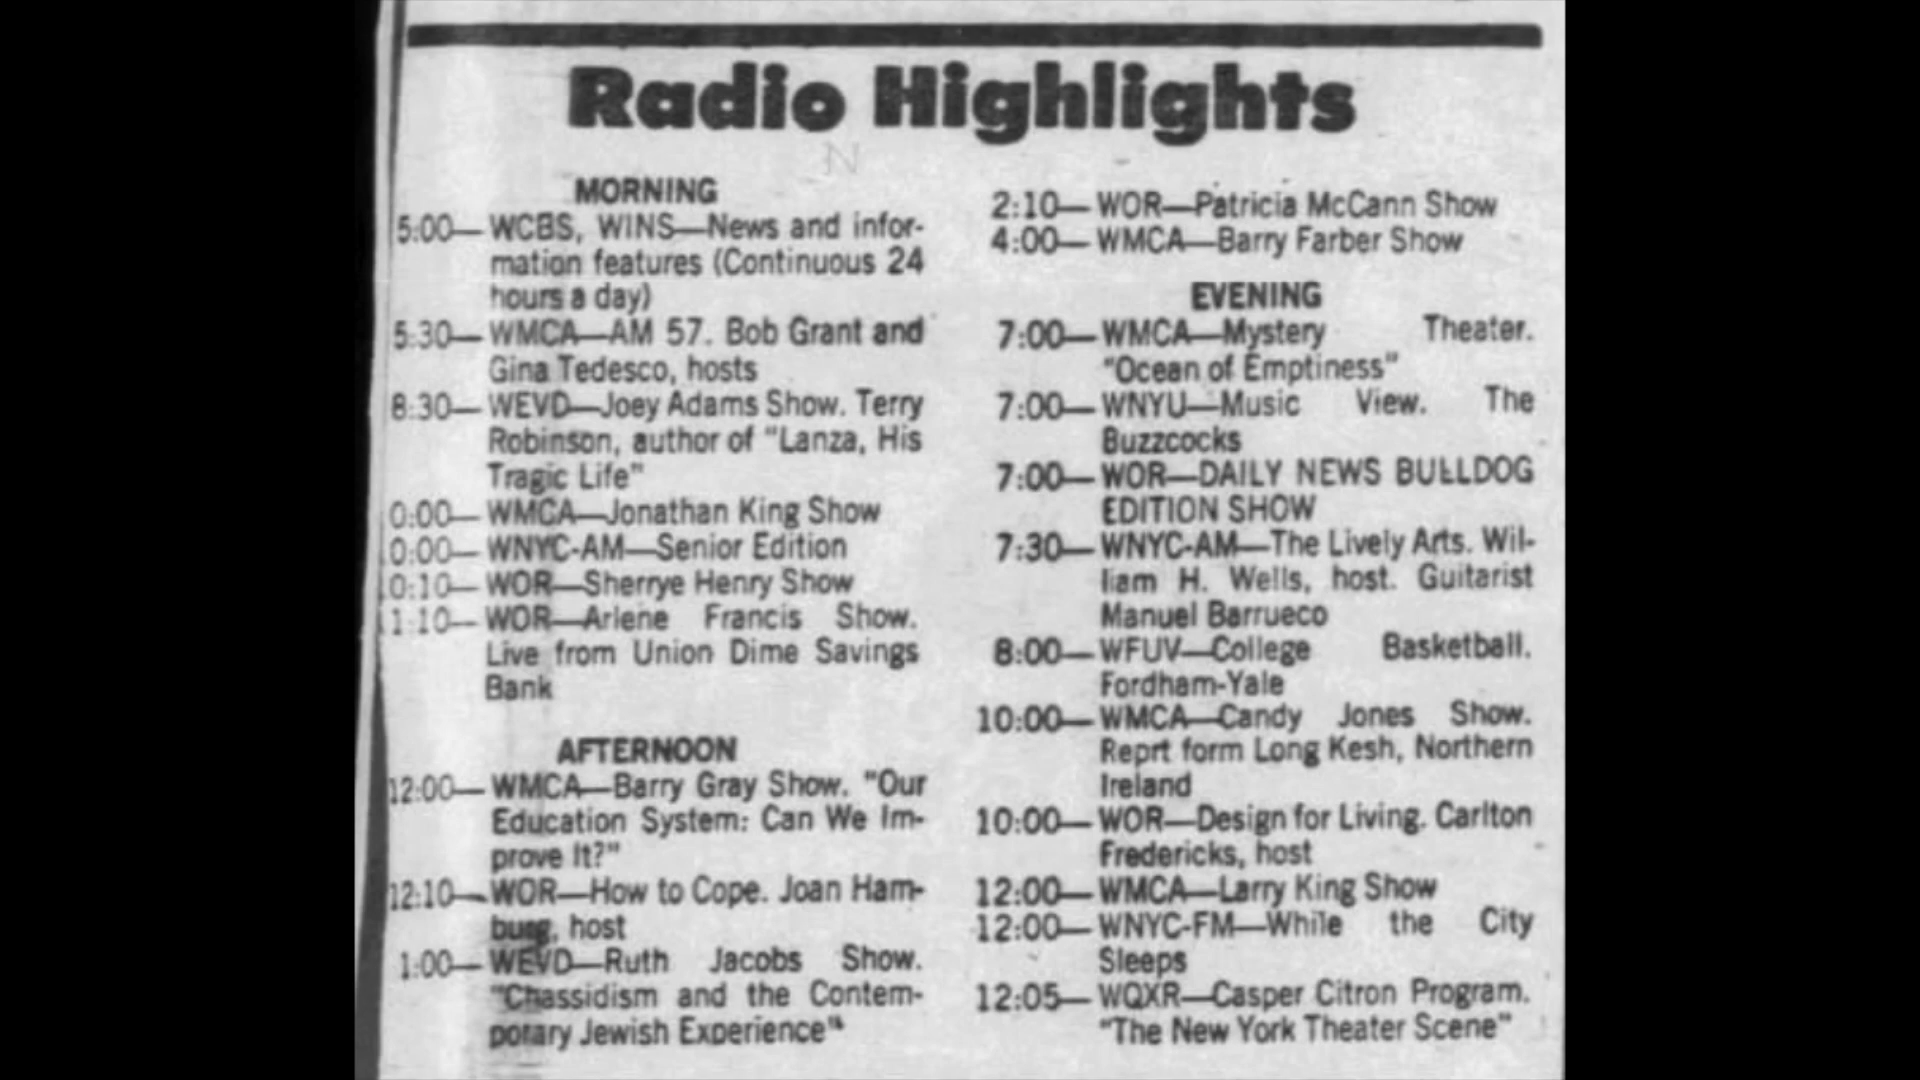 Radio Highlights
MORNING
5:00—WCBS, WINS—News and infor-
mation features (Continuous 24
hours a day)
5:30—WMCA—AM 57. Bob Grant and
Gina Tedesco, hosts
8:30—WEVD—Joey Adams Show. Terry
Robinson, author of "Lanza, His
Tragic Life"
0:00—WMCA—Jonathan King Show
0:00—WNYC-AM—Senior Edition
0:10—WOR—Sherrye Henry Show
1:10—WOR—Arlene Francis Show.
Live from Union Dime Savings
Bank
AFTERNOON
12:00—WMCA—Barry Gray Show. "Our
Education System: Can We Im-
prove It?"
12:10—WOR—How to Cope. Joan Ham-
burg, host
1:00—WEVD—Ruth Jacobs Show.
"Chassidism and the Contem-
porary Jewish Experience"
2:10—WOR—Patricia McCann Show
4:00—WMCA—Barry Farber Show
EVENING
7:00—WMCA—Mystery Theater.
"Ocean of Emptiness"
7:00—WNYU—Music View. The
Buzzcocks
7:00—WOR—DAILY NEWS BULLDOG
EDITION SHOW
7:30—WNYC-AM—The Lively Arts. Wil-
liam H. Wells, host. Guitarist
Manuel Barrueco
8:00—WFUV—College Basketball.
Fordham-Yale
10:00—WMCA—Candy Jones Show.
Reprt form Long Kesh, Northern
Ireland
10:00—WOR—Design for Living. Carlton
Fredericks, host
12:00—WMCA—Larry King Show
12:00—WNYC-FM—While the City
Sleeps
12:05—WQXR—Casper Citron Program.
"The New York Theater Scene"